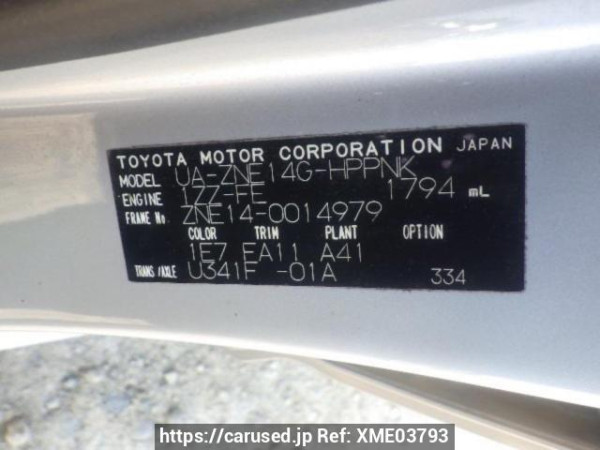 TOYOTA MOTOR CORPORATION JAPAN
MODEL UA-ZNE14G-HPPNK
ENGINE 1ZZ-FE 1794 mL
FRAME No. ZNE14-0014979
COLOR TRIM PLANT OPTION
1E7 EA11 A41
TRANS/AXLE U341F -01A 334
https://carused.jp Ref: XME03793